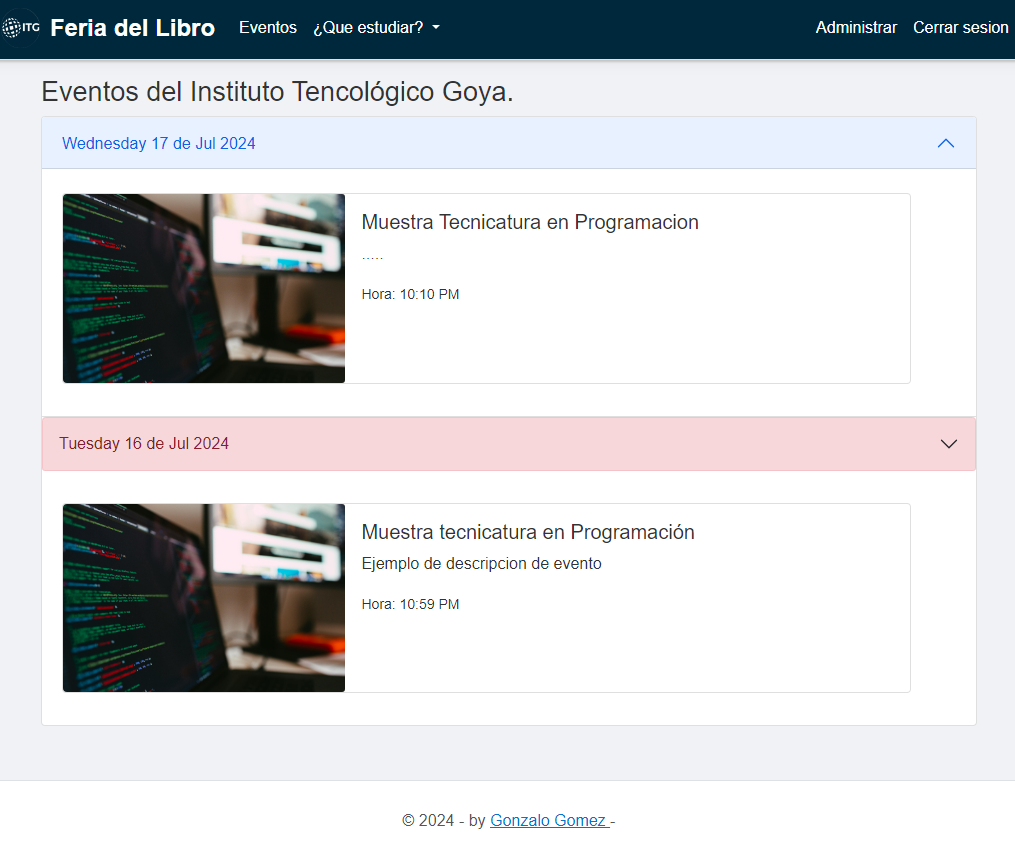 ITG Feria del Libro Eventos ¿Que estudiar? Administrar Cerrar sesion
Eventos del Instituto Tencológico Goya.
Wednesday 17 de Jul 2024
Muestra Tecnicatura en Programacion
.....
Hora: 10:10 PM
Tuesday 16 de Jul 2024
Muestra tecnicatura en Programación
Ejemplo de descripcion de evento
Hora: 10:59 PM
© 2024 - by Gonzalo Gomez -